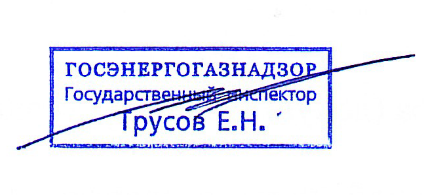 ГОСЭНЕРГОГАЗНАДЗОР
Государственный инспектор
Трусов Е.Н.